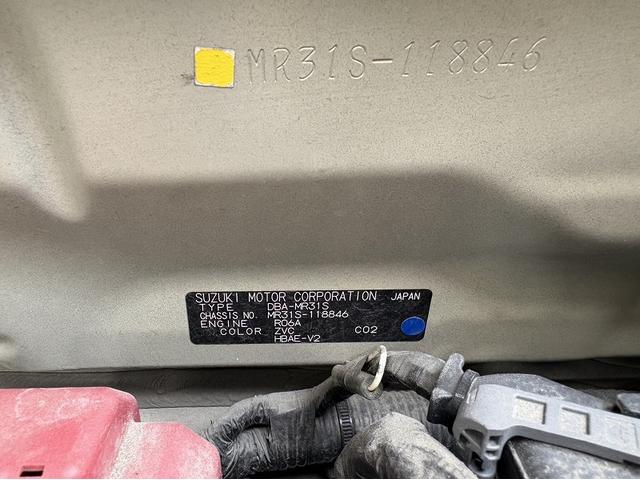 MR31S-118846
SUZUKI MOTOR CORPORATION JAPAN
TYPE DBA-MR31S
CHASSIS NO. MR31S-118846
ENGINE R06A
COLOR ZVC C02
HBAE-V2